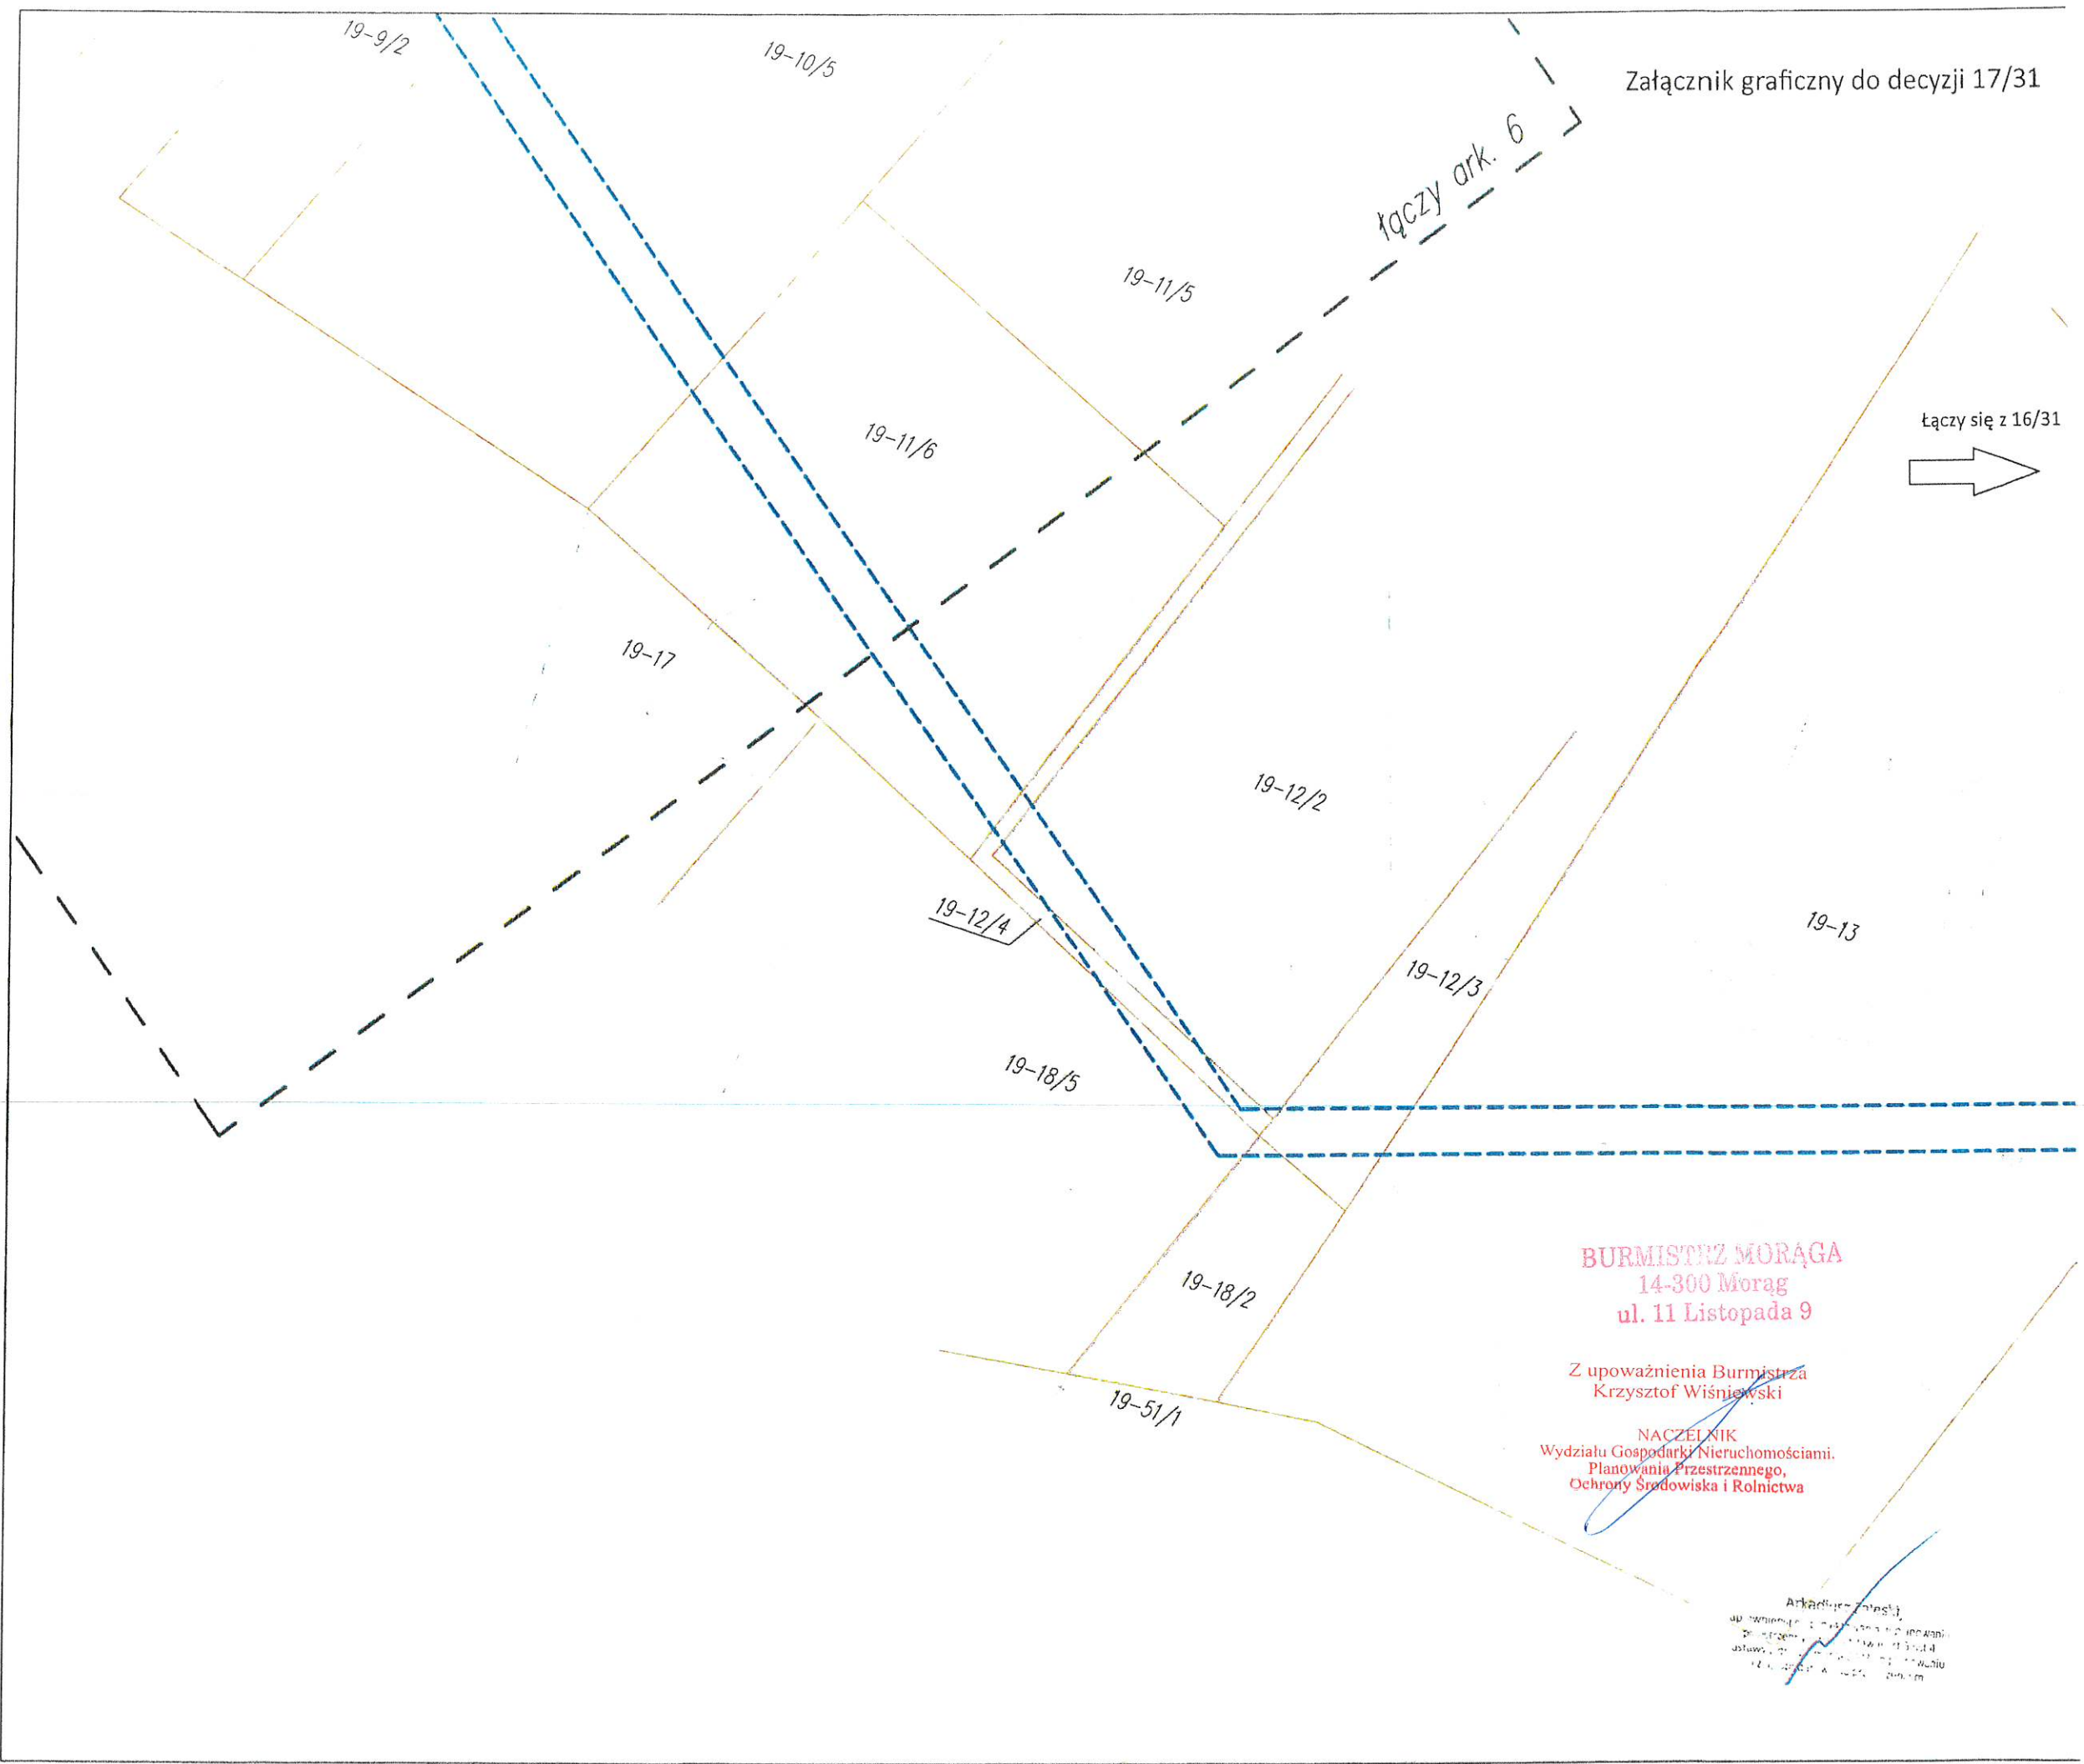 19-9/2
19-10/5
Załącznik graficzny do decyzji 17/31
łączy ark. 6
19-11/5
Łączy się z 16/31
19-11/6
19-17
19-12/2
19-12/4
19-13
19-12/3
19-18/5
19-18/2
19-51/1
BURMISTRZ MORĄGA
14-300 Morąg
ul. 11 Listopada 9
Z upoważnienia Burmistrza
Krzysztof Wiśniewski
NACZELNIK
Wydziału Gospodarki Nieruchomościami.
Planowania Przestrzennego,
Ochrony Środowiska i Rolnictwa